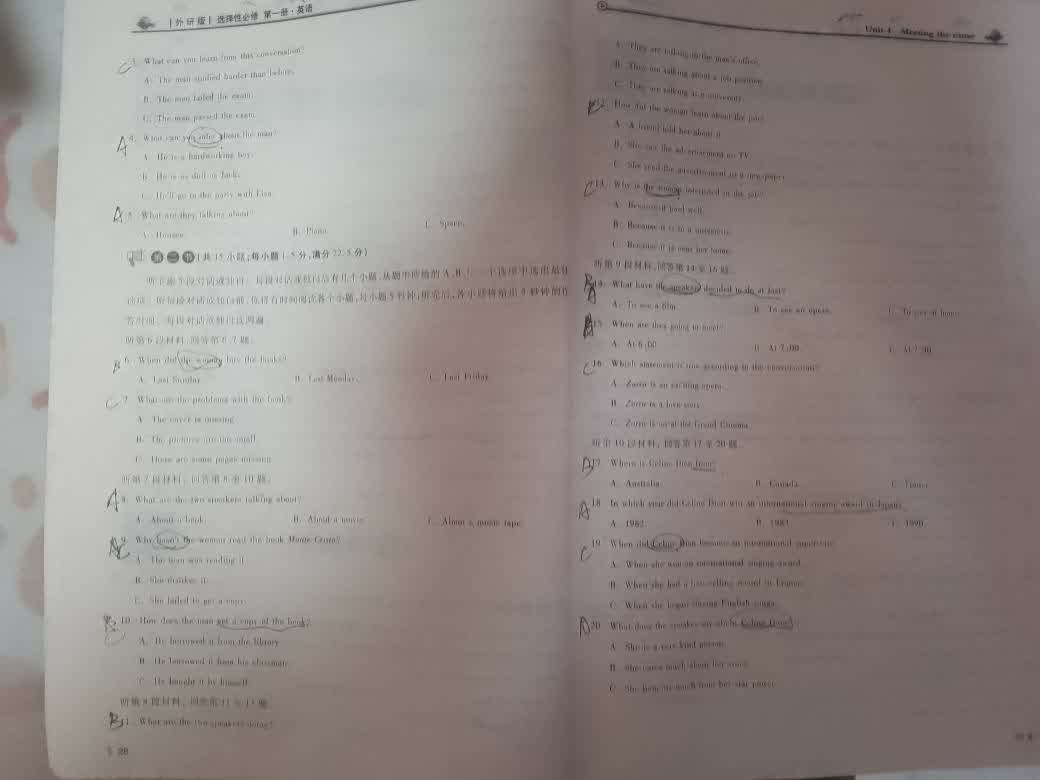 外研版 选择性必修 第一册·英语
C 3. What can you learn from this conversation?
A. The man studied harder than before.
B. The man failed the exam.
C. The man passed the exam.
A 4. What can you infer about the man?
A. He is a hardworking boy.
B. He is as dull as Jack.
C. He'll go to the party with Lisa.
A 5. What are they talking about?
A. Houses. B. Piano. C. Sports.
第二节(共 15 小题;每小题 1.5 分,满分 22.5 分)
听下面 5 段对话或独白。每段对话或独白后有几个小题,从题中所给的 A、B、C 三个选项中选出最佳
选项。听每段对话或独白前,你将有时间阅读各个小题,每小题 5 秒钟;听完后,各小题将给出 5 秒钟的作
答时间。每段对话或独白读两遍。
听第 6 段材料,回答第 6、7 题。
B 6. When did the woman buy the books?
A. Last Sunday. B. Last Monday. C. Last Friday.
C 7. What are the problems with the book?
A. The cover is missing.
B. The pictures are too small.
C. There are some pages missing.
听第 7 段材料,回答第 8 至 10 题。
A 8. What are the two speakers talking about?
A. About a book. B. About a movie. C. About a music tape.
9. Why hasn't the woman read the book Monte Cristo?
A. The man was reading it.
B. She dislikes it.
C. She failed to get a copy.
10. How does the man get a copy of the book?
A. He borrowed it from the library.
B. He borrowed it from his classmate.
C. He bought it by himself.
听第 8 段材料,回答第 11 至 13 题。
B 11. What are the two speakers doing?
28
Unit 4 Meeting the muse
A. They are talking in the man's office.
B. They are talking about a job position.
C. They are talking in a university.
12. How did the woman learn about the job?
A. A friend told her about it.
B. She saw the advertisement on TV.
C. She read the advertisement in a newspaper.
C 13. Why is the woman interested in the job?
A. Because it paid well.
B. Because it is in a university.
C. Because it is near her home.
听第 9 段材料,回答第 14 至 16 题。
14. What have the speakers decided to do at last?
A. To see a film. B. To see an opera. C. To stay at home.
15. When are they going to meet?
A. At 6:00. B. At 7:00. C. At 7:30.
C 16. Which statement is true according to the conversation?
A. Zorro is an exciting opera.
B. Zorro is a love story.
C. Zorro is on at the Grand Cinema.
听第 10 段材料,回答第 17 至 20 题。
17. Where is Celine Dion from?
A. Australia. B. Canada. C. France.
A 18. In which year did Celine Dion win an international singing award in Japan?
A. 1982. B. 1983. C. 1990.
C 19. When did Celine Dion become an international superstar?
A. When she won an international singing award.
B. When she had a best-selling record in France.
C. When she began singing English songs.
A 20. What does the speaker say about Celine Dion?
A. She is a very kind person.
B. She cares much about her voice.